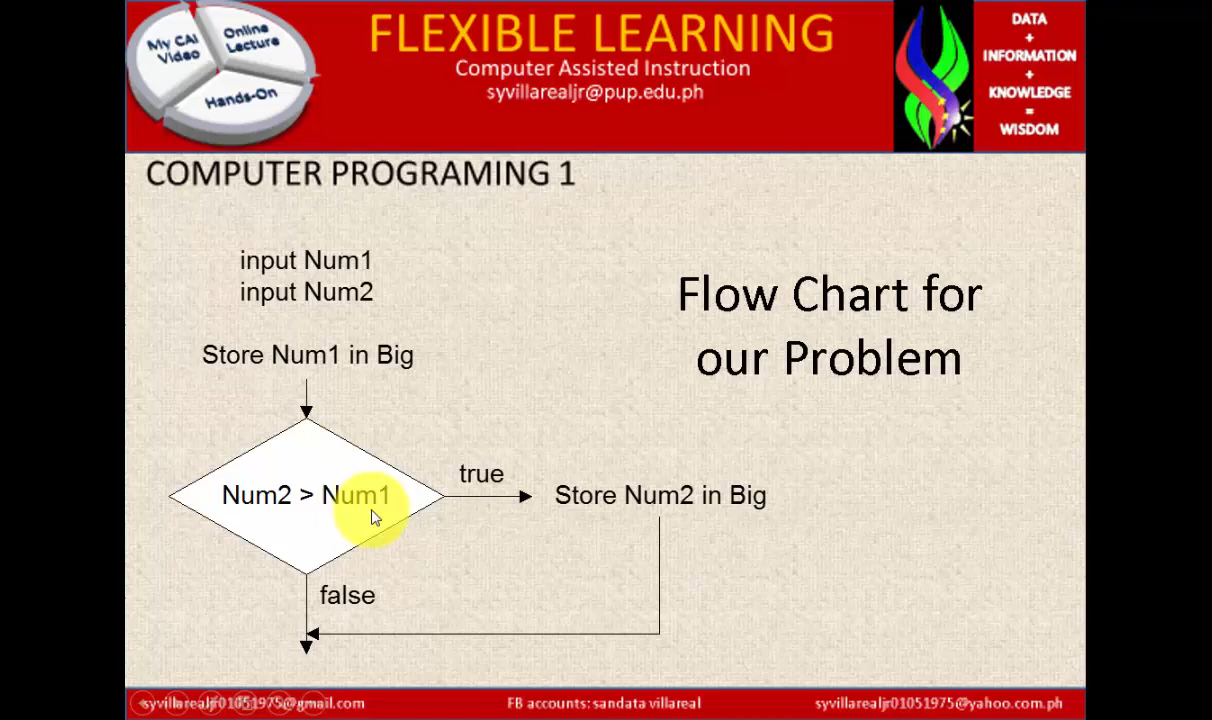 My CAI
Video
Online
Lecture
Hands-On
FLEXIBLE LEARNING
Computer Assisted Instruction
syvillarealjr@pup.edu.ph
DATA
+
INFORMATION
+
KNOWLEDGE
=
WISDOM
COMPUTER PROGRAMING 1
input Num1
input Num2
Store Num1 in Big
Flow Chart for
our Problem
Num2 > Num1
true
Store Num2 in Big
false
syvillarealjr01051975@gmail.com
FB accounts: sandata villareal
syvillarealjr01051975@yahoo.com.ph